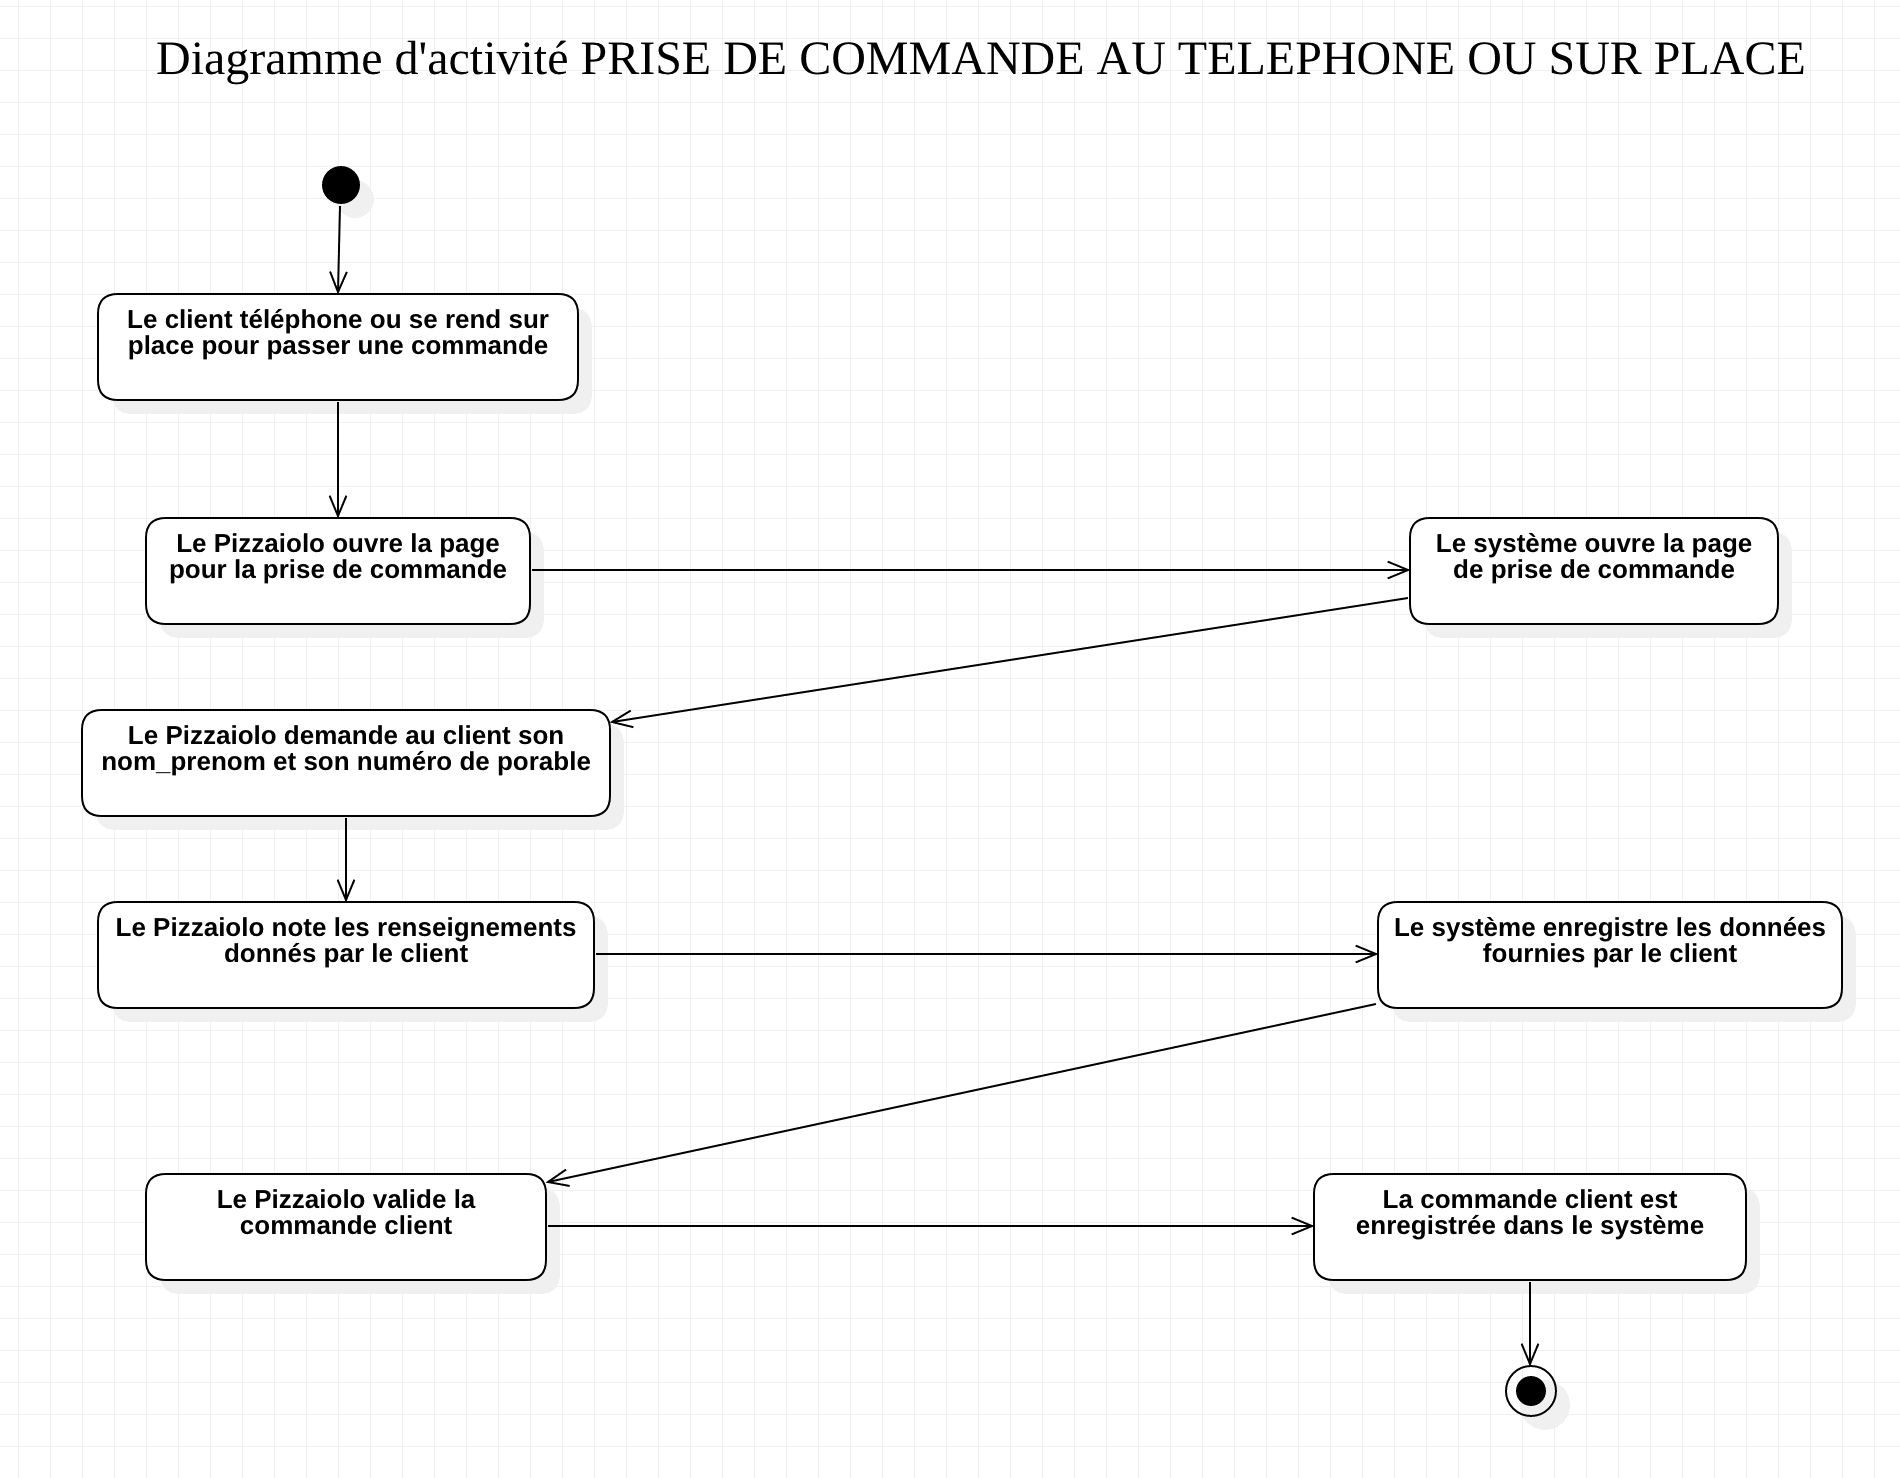 Diagramme d'activité PRISE DE COMMANDE AU TELEPHONE OU SUR PLACE
Le client téléphone ou se rend sur
place pour passer une commande
Le Pizzaiolo ouvre la page
pour la prise de commande
Le système ouvre la page
de prise de commande
Le Pizzaiolo demande au client son
nom_prenom et son numéro de porable
Le Pizzaiolo note les renseignements
donnés par le client
Le système enregistre les données
fournies par le client
Le Pizzaiolo valide la
commande client
La commande client est
enregistrée dans le système